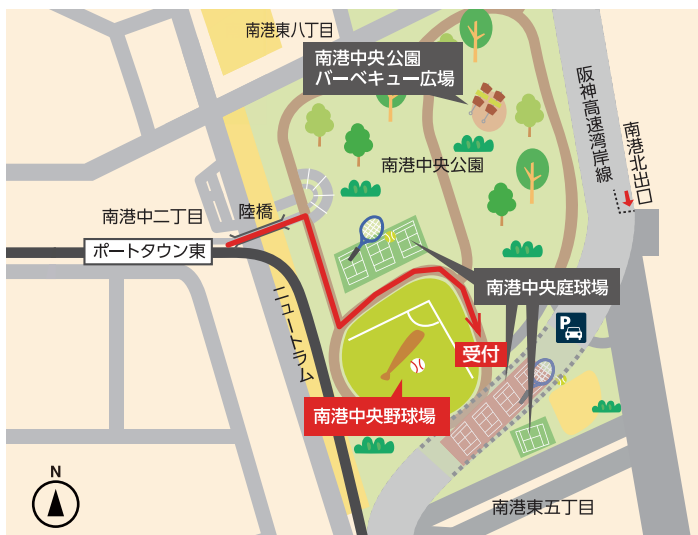 南港東八丁目
南港中央公園
バーベキュー広場
阪神高速湾岸線
南港北出口
南港中央公園
南港中二丁目
陸橋
ポートタウン東
ニュートラム
南港中央庭球場
P
受付
南港中央野球場
N
南港東五丁目